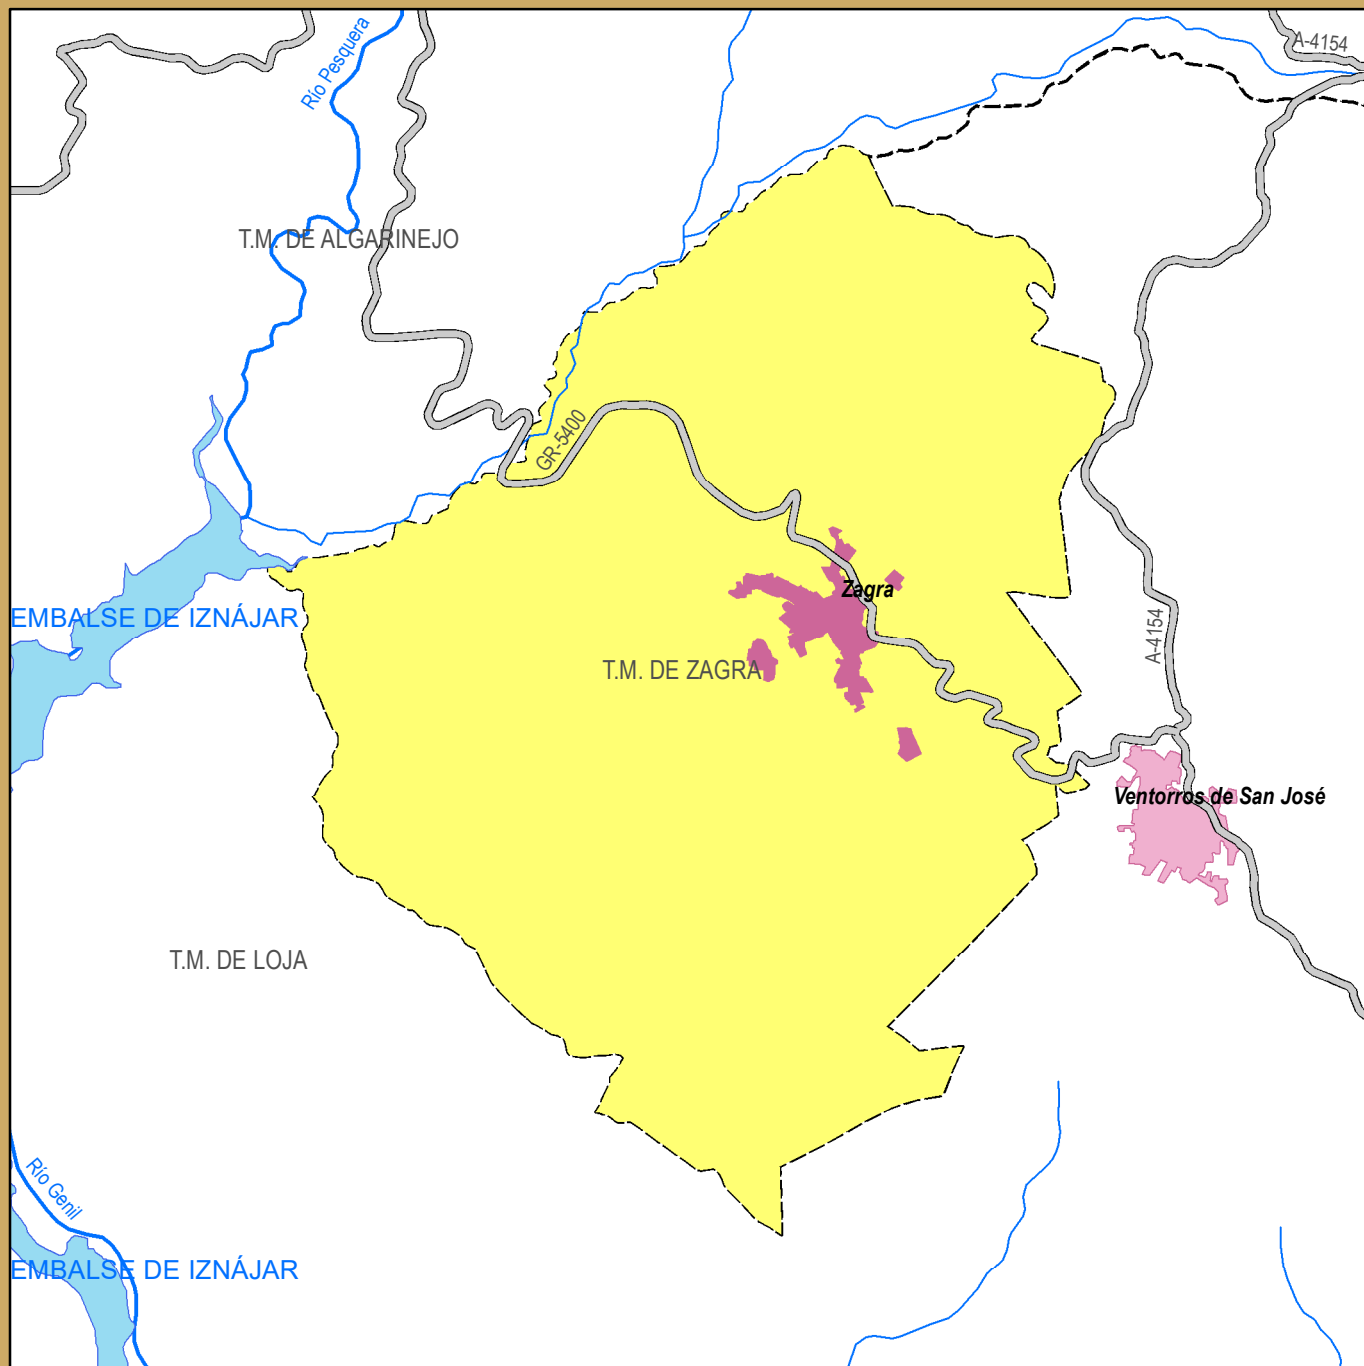 Río Pesquera
A-4154
T.M. DE ALGARINEJO
GR-5400
Zagra
EMBALSE DE IZNÁJAR
A-4154
T.M. DE ZAGRA
Ventorros de San José
T.M. DE LOJA
Río Genil
EMBALSE DE IZNÁJAR